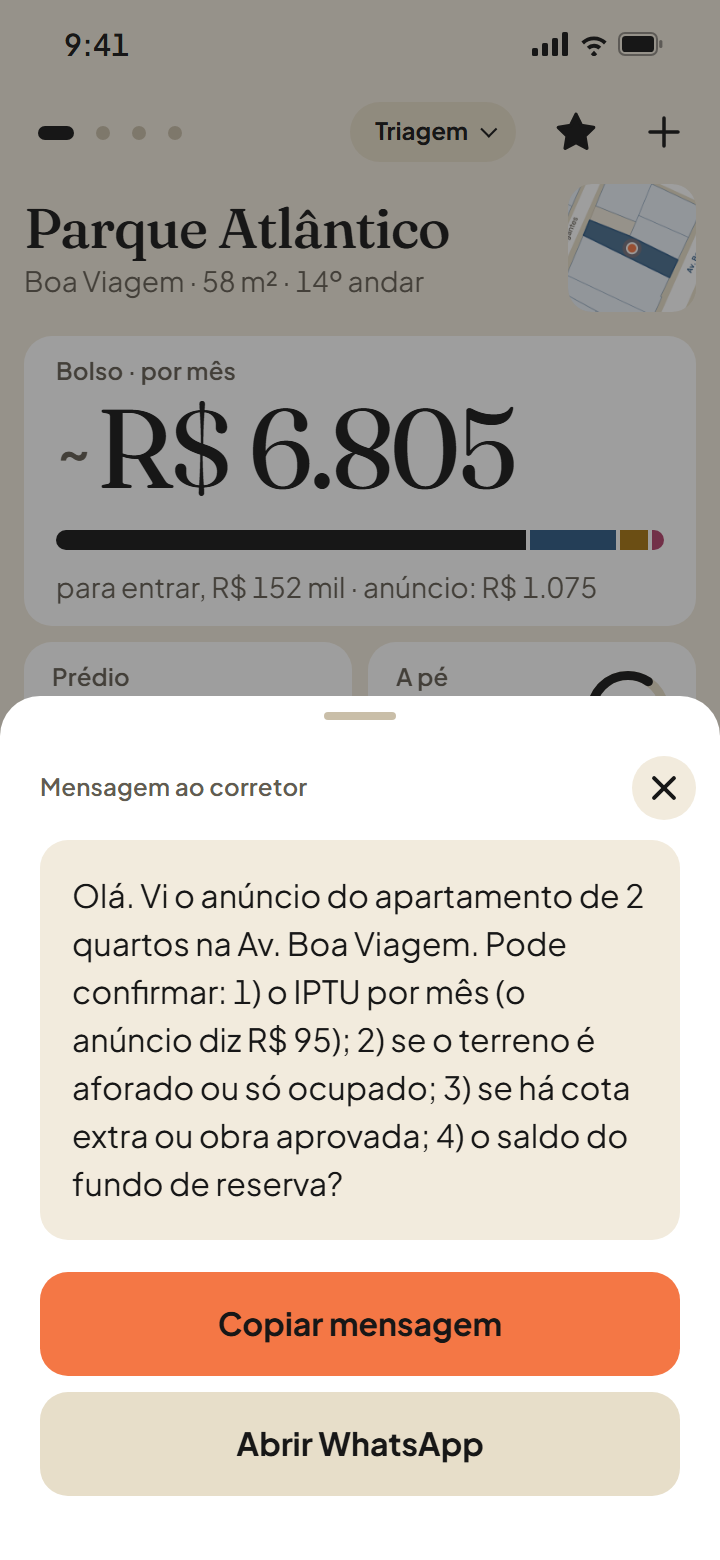 9:41
Triagem
Parque Atlântico
Boa Viagem · 58 m² · 14º andar
Bolso · por mês
~R$ 6.805
para entrar, R$ 152 mil · anúncio: R$ 1.075
Prédio
A pé
Mensagem ao corretor
Olá. Vi o anúncio do apartamento de 2
quartos na Av. Boa Viagem. Pode
confirmar: 1) o IPTU por mês (o
anúncio diz R$ 95); 2) se o terreno é
aforado ou só ocupado; 3) se há cota
extra ou obra aprovada; 4) o saldo do
fundo de reserva?
Copiar mensagem
Abrir WhatsApp